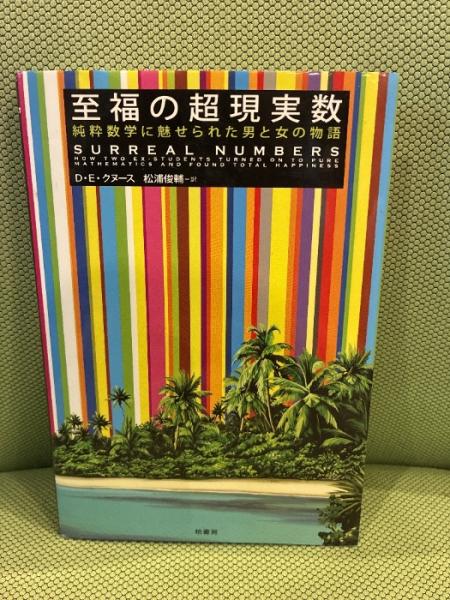 至福の超現実数
純粋数学に魅せられた男と女の物語
SURREAL NUMBERS
HOW TWO EX-STUDENTS TURNED ON TO PURE
MATHEMATICS AND FOUND TOTAL HAPPINESS
D・E・クヌース 松浦俊輔=訳
柏書房